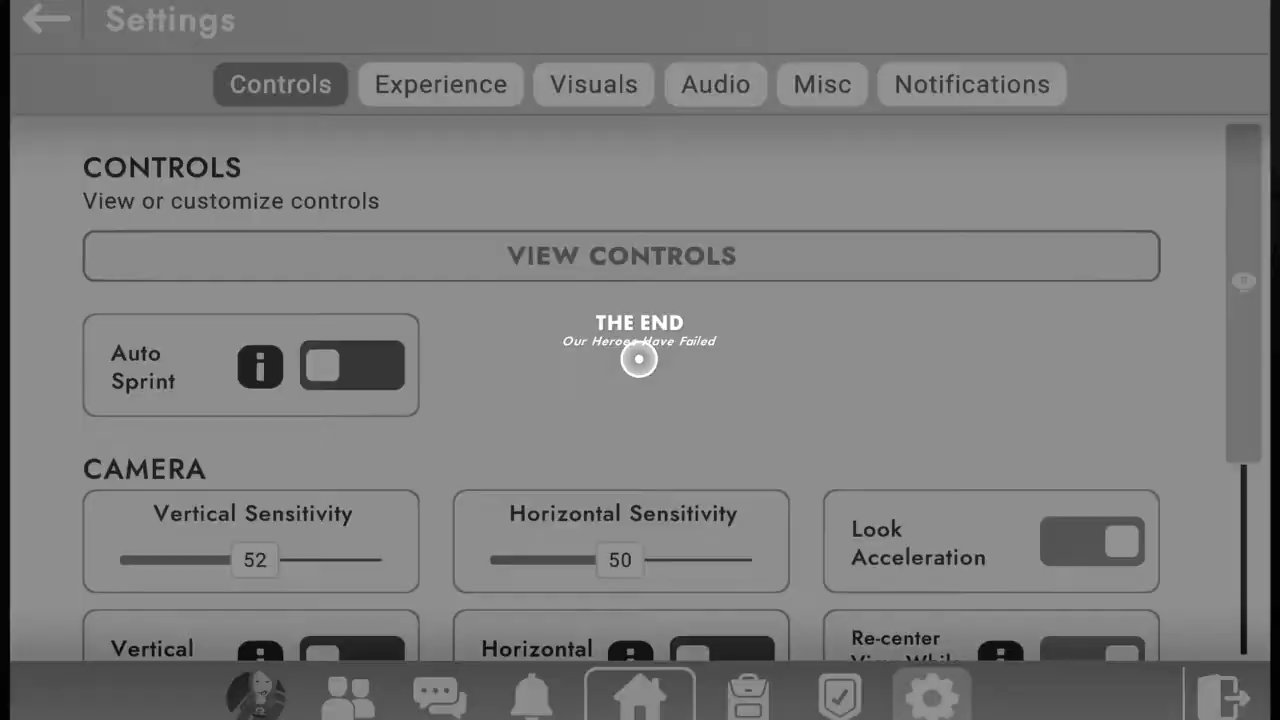 Settings
Controls Experience Visuals Audio Misc Notifications
CONTROLS
View or customize controls
VIEW CONTROLS
THE END
Our Heroes Have Failed
Auto
Sprint
CAMERA
Vertical Sensitivity
52
Horizontal Sensitivity
50
Look
Acceleration
Vertical
Horizontal
Re-center